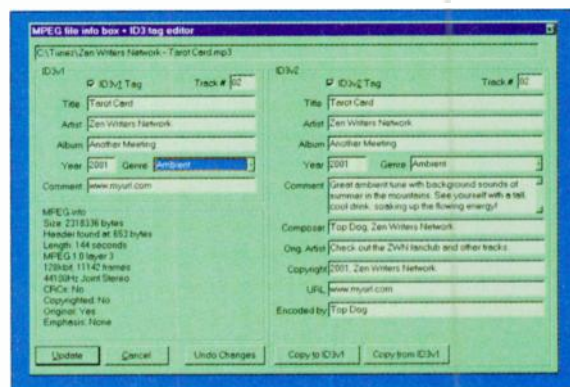 MPEG file info box + ID3 tag editor
C:\Tunez\Zen Writers Network - Tarot Card.mp3
ID3v1
ID3v1 Tag
Track # 02
Title Tarot Card
Artist Zen Writers Network
Album Another Meeting
Year 2001 Genre Ambient
Comment www.myurl.com
MPEG info
Size: 2318336 bytes
Header found at: 653 bytes
Length: 144 seconds
MPEG 1.0 layer 3
128kbit, 11142 frames
44100Hz Joint Stereo
CRCs: No
Copyrighted: No
Original: Yes
Emphasis: None
ID3v2
ID3v2 Tag
Track # 02
Title Tarot Card
Artist Zen Writers Network
Album Another Meeting
Year 2001 Genre Ambient
Comment Great ambient tune with background sounds of
summer in the mountains. See yourself with a tall,
cool drink, soaking up the flowing energy!
Composer Top Dog, Zen Writers Network
Orig. Artist Check out the ZWN fanclub and other tracks
Copyright 2001, Zen Writers Network
URL www.myurl.com
Encoded by Top Dog
Update Cancel Undo Changes Copy to ID3v1 Copy from ID3v1